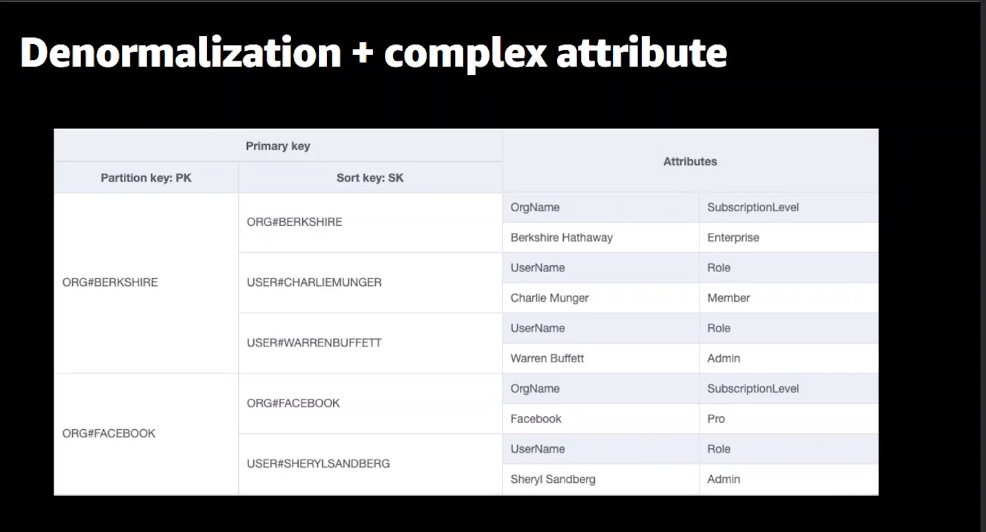 Denormalization + complex attribute
Primary key
Attributes
Partition key: PK
Sort key: SK
ORG#BERKSHIRE
ORG#BERKSHIRE
OrgName
SubscriptionLevel
Berkshire Hathaway
Enterprise
USER#CHARLIEMUNGER
UserName
Role
Charlie Munger
Member
USER#WARRENBUFFETT
UserName
Role
Warren Buffett
Admin
ORG#FACEBOOK
ORG#FACEBOOK
OrgName
SubscriptionLevel
Facebook
Pro
USER#SHERYLSANDBERG
UserName
Role
Sheryl Sandberg
Admin